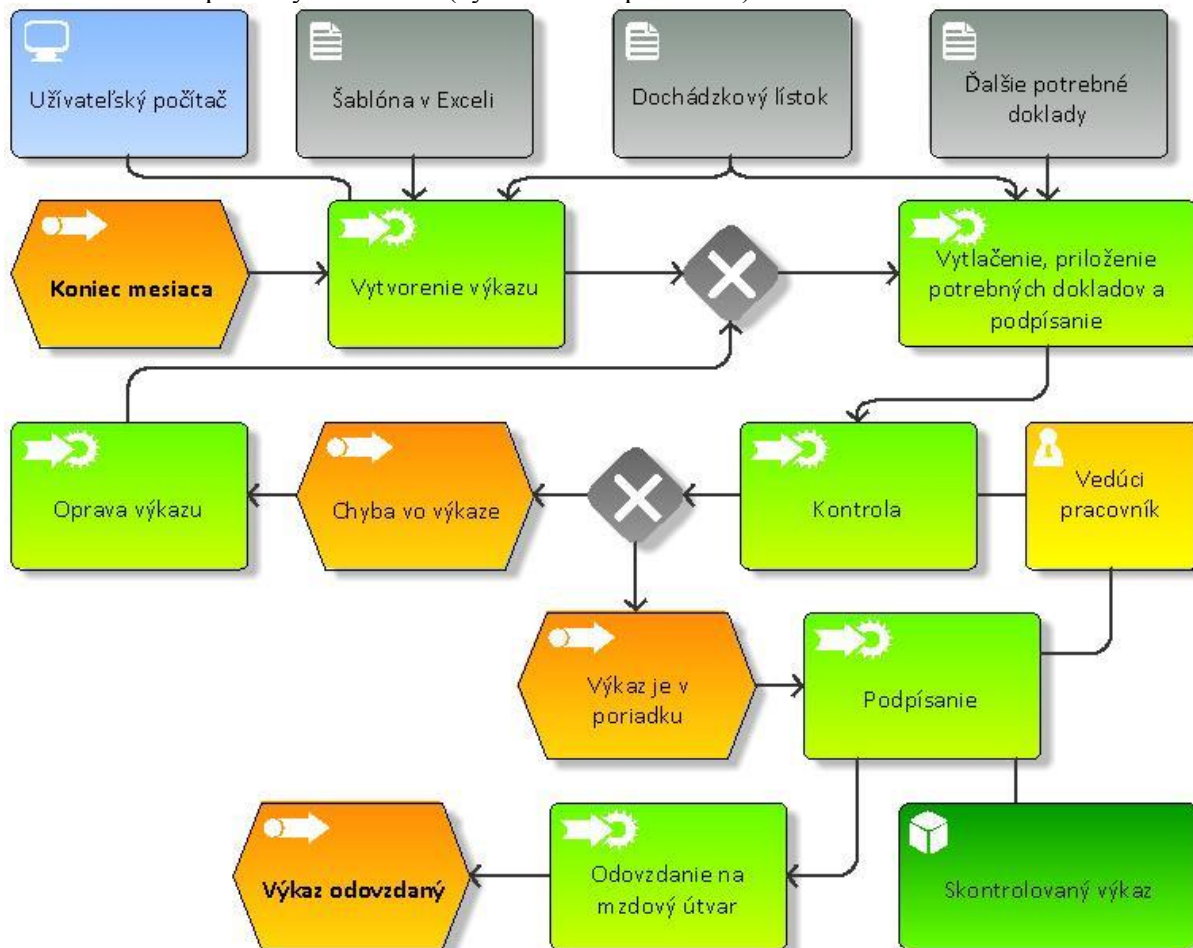 Užívateľský počítač
Šablóna v Exceli
Dochádzkový lístok
Ďalšie potrebné
doklady
Koniec mesiaca
Vytvorenie výkazu
Vytlačenie, priloženie
potrebných dokladov a
podpísanie
Oprava výkazu
Chyba vo výkaze
Kontrola
Vedúci
pracovník
Výkaz je v
poriadku
Podpísanie
Výkaz odovzdaný
Odovzdanie na
mzdový útvar
Skontrolovaný výkaz